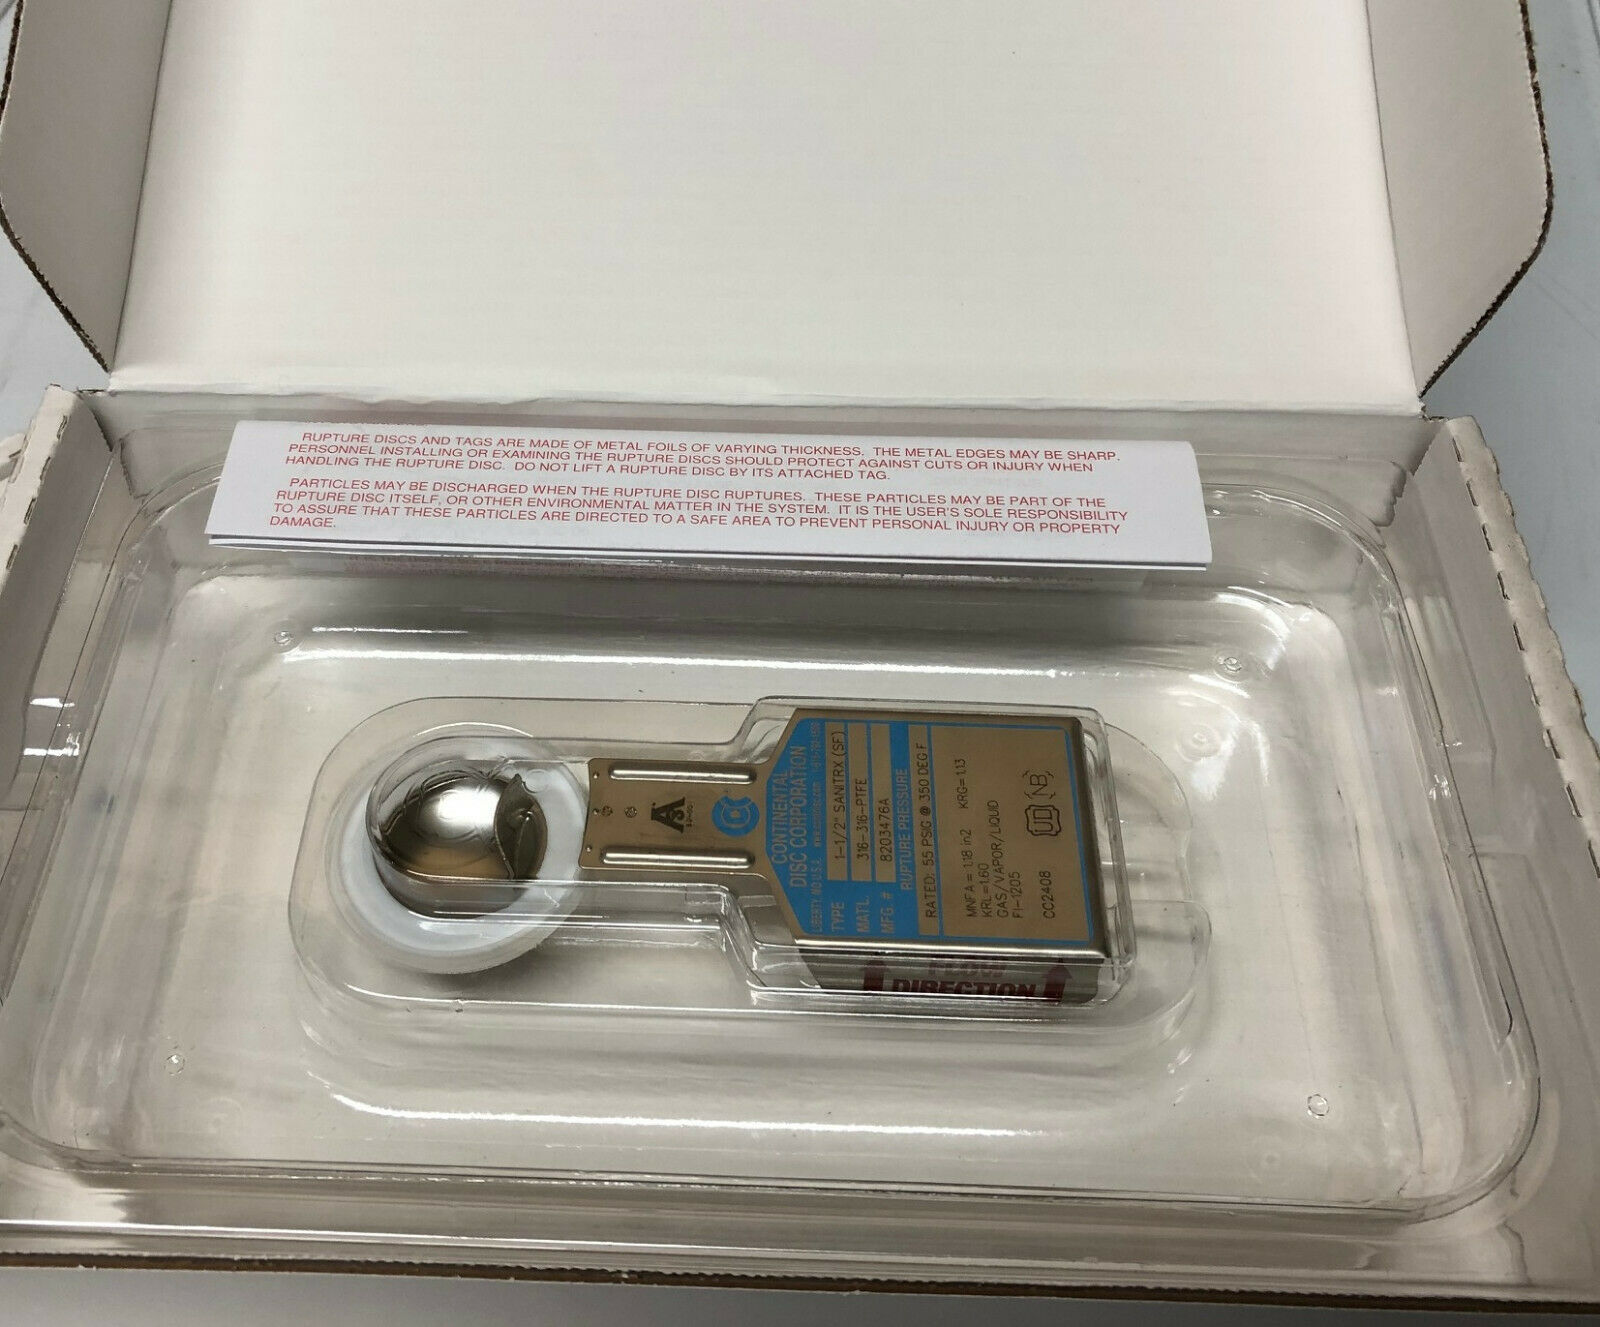 RUPTURE DISCS AND TAGS ARE MADE OF METAL FOILS OF VARYING THICKNESS. THE METAL EDGES MAY BE SHARP.
PERSONNEL INSTALLING OR EXAMINING THE RUPTURE DISCS SHOULD PROTECT AGAINST CUTS OR INJURY WHEN
HANDLING THE RUPTURE DISC. DO NOT LIFT A RUPTURE DISC BY ITS ATTACHED TAG.
PARTICLES MAY BE DISCHARGED WHEN THE RUPTURE DISC RUPTURES. THESE PARTICLES MAY BE PART OF THE
RUPTURE DISC ITSELF, OR OTHER ENVIRONMENTAL MATTER IN THE SYSTEM. IT IS THE USER'S SOLE RESPONSIBILITY
TO ASSURE THAT THESE PARTICLES ARE DIRECTED TO A SAFE AREA TO PREVENT PERSONAL INJURY OR PROPERTY
DAMAGE.
CONTINENTAL
DISC CORPORATION
LIBERTY, MO U.S.A.
TYPE 1-1/2" SANITRX (SF)
MATL. 316-316-PTFE
MFG # 8203476A
RUPTURE PRESSURE
RATED: 55 PSIG @ 350 DEG F
MNFA = 1.18 in2 KRG= 1.13
KRL=1.60
GAS/VAPOR/LIQUID
FI-1205
CC2408
UD NB
FLOW
DIRECTION